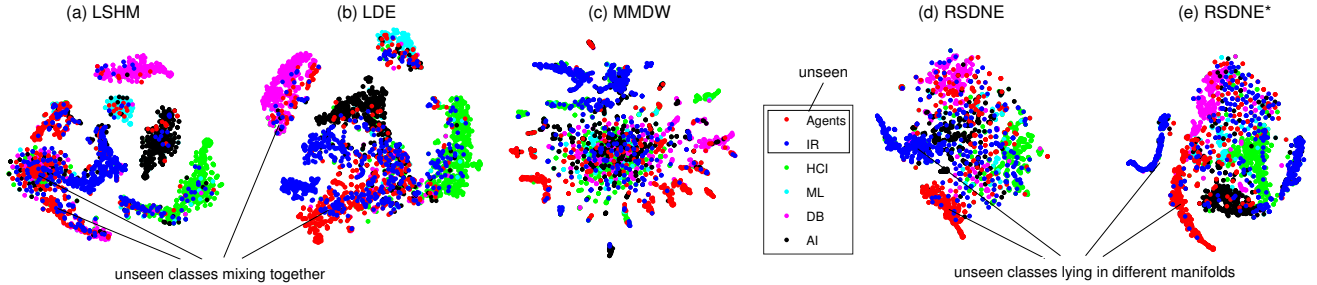 (a) LSHM
(b) LDE
(c) MMDW
(d) RSDNE
(e) RSDNE*
unseen
Agents
IR
HCI
ML
DB
AI
unseen classes mixing together
unseen classes lying in different manifolds